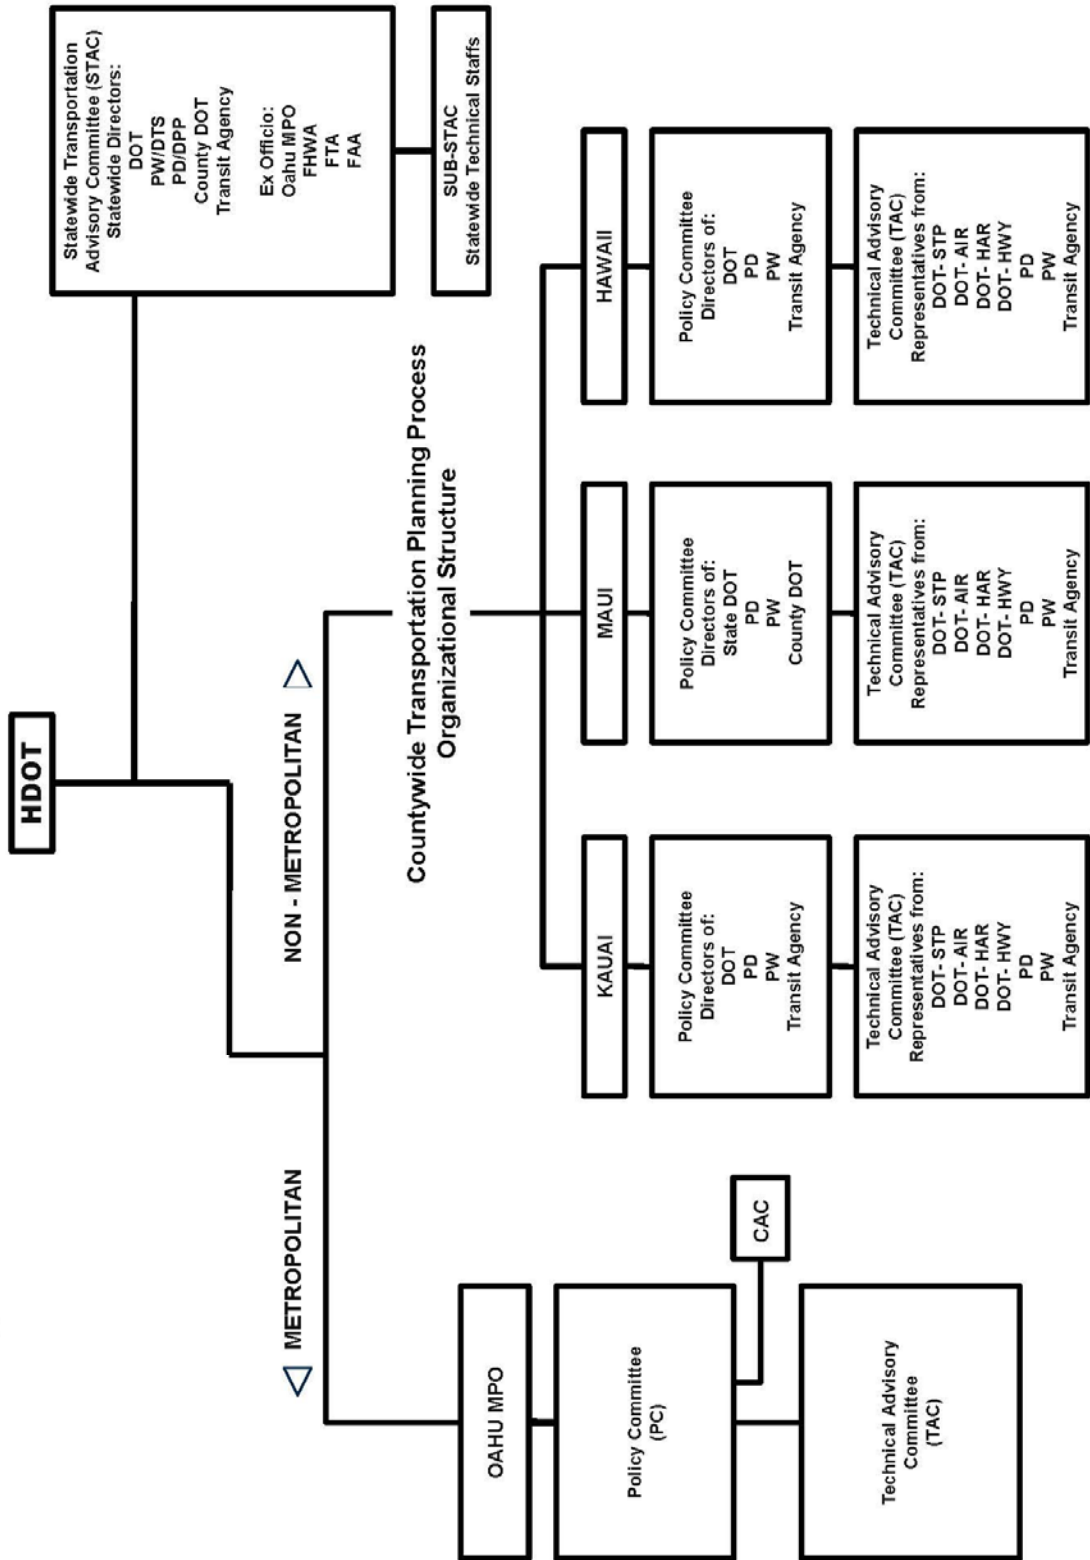 HDOT
Statewide Transportation
Advisory Committee (STAC)
Statewide Directors:
DOT
PW/DTS
PD/DPP
County DOT
Transit Agency
Ex Officio:
Oahu MPO
FHWA
FTA
FAA
SUB-STAC
Statewide Technical Staffs
METROPOLITAN
NON - METROPOLITAN
Countywide Transportation Planning Process
Organizational Structure
OAHU MPO
Policy Committee
(PC)
CAC
Technical Advisory
Committee
(TAC)
KAUAI
Policy Committee
Directors of:
DOT
PD
PW
Transit Agency
Technical Advisory
Committee (TAC)
Representatives from:
DOT- STP
DOT- AIR
DOT- HAR
DOT- HWY
PD
PW
Transit Agency
MAUI
Policy Committee
Directors of:
State DOT
PD
PW
County DOT
Technical Advisory
Committee (TAC)
Representatives from:
DOT- STP
DOT- AIR
DOT- HAR
DOT- HWY
PD
PW
Transit Agency
HAWAII
Policy Committee
Directors of:
DOT
PD
PW
Transit Agency
Technical Advisory
Committee (TAC)
Representatives from:
DOT- STP
DOT- AIR
DOT- HAR
DOT- HWY
PD
PW
Transit Agency